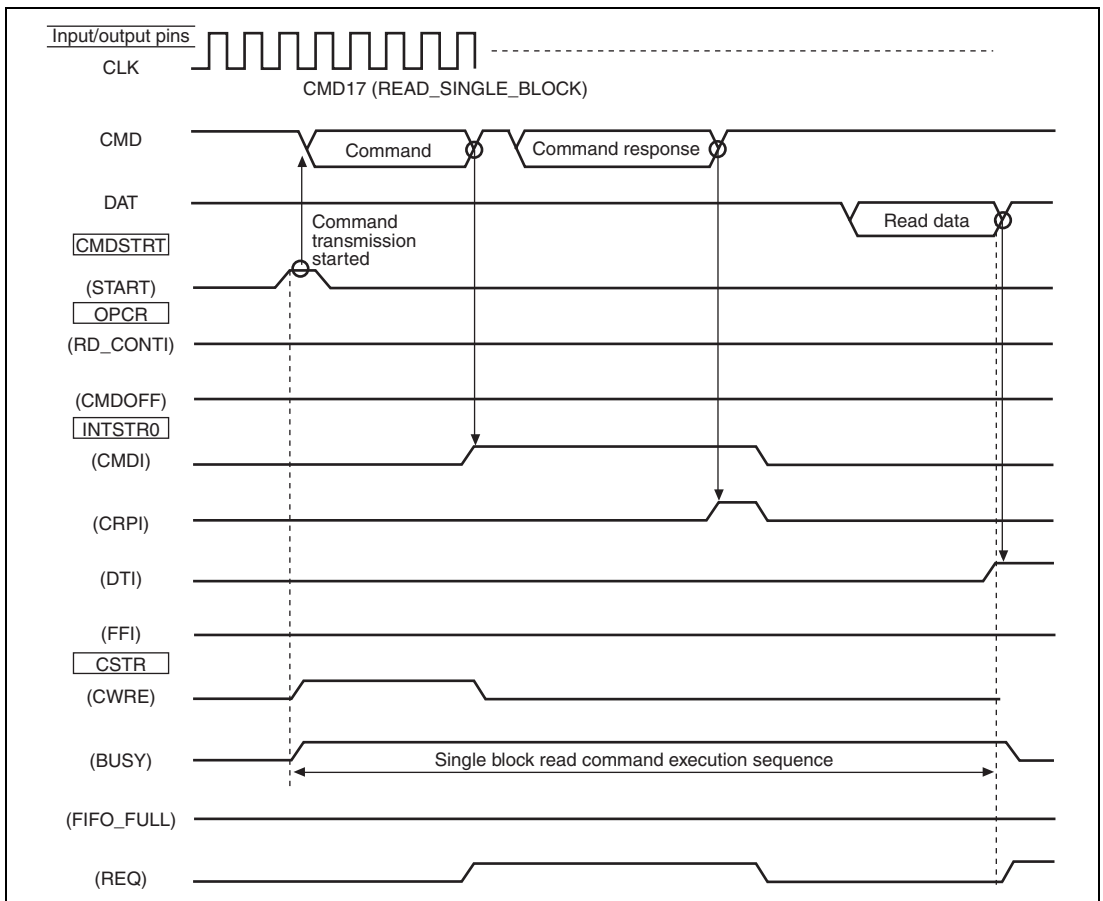 Input/output pins
CLK
CMD17 (READ_SINGLE_BLOCK)
CMD
Command
Command response
DAT
Read data
Command
transmission
started
CMDSTRT
(START)
OPCR
(RD_CONTI)
(CMDOFF)
INTSTR0
(CMDI)
(CRPI)
(DTI)
(FFI)
CSTR
(CWRE)
(BUSY)
Single block read command execution sequence
(FIFO_FULL)
(REQ)